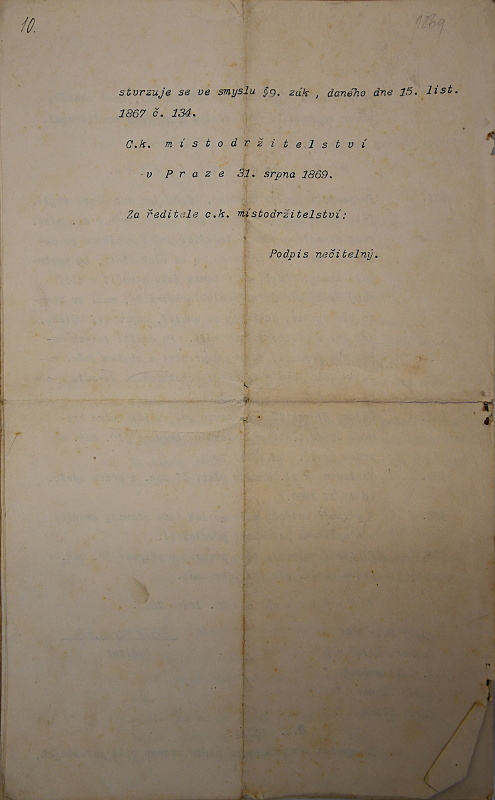 10.
1869
stvrzuje se ve smyslu §9. zák , daného dne 15. list.
1867 č. 134.
C.k. místodržitelství
v Praze 31. srpna 1869.
Za ředitele c.k. místodržitelství:
Podpis nečitelný.